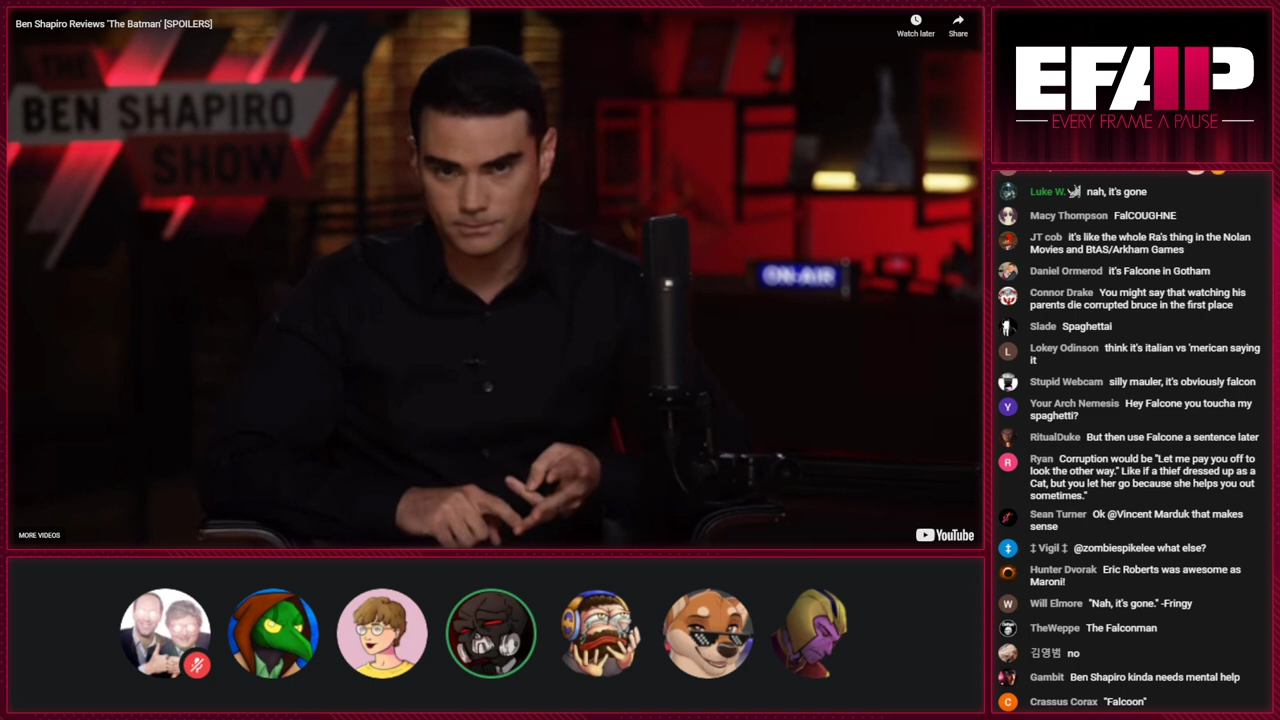 Ben Shapiro Reviews 'The Batman' [SPOILERS]
Watch later
Share
THE
BEN SHAPIRO
SHOW
ON-AIR
MORE VIDEOS
YouTube
EFAP
EVERY FRAME A PAUSE
Luke W. nah, it's gone
Macy Thompson FalCOUGHNE
JT cob it's like the whole Ra's thing in the Nolan
Movies and BtAS/Arkham Games
Daniel Ormerod it's Falcone in Gotham
Connor Drake You might say that watching his
parents die corrupted bruce in the first place
Slade Spaghettai
L
Lokey Odinson think it's italian vs 'merican saying
it
Stupid Webcam silly mauler, it's obviously falcon
Y
Your Arch Nemesis Hey Falcone you toucha my
spaghetti?
RitualDuke But then use Falcone a sentence later
R
Ryan Corruption would be "Let me pay you off to
look the other way." Like if a thief dressed up as a
Cat, but you let her go because she helps you out
sometimes."
Sean Turner Ok @Vincent Marduk that makes
sense
‡
‡ Vigil ‡ @zombiespikelee what else?
Hunter Dvorak Eric Roberts was awesome as
Maroni!
W
Will Elmore "Nah, it's gone." -Fringy
TheWeppe The Falconman
김영범 no
Gambit Ben Shapiro kinda needs mental help
C
Crassus Corax "Falcoon"